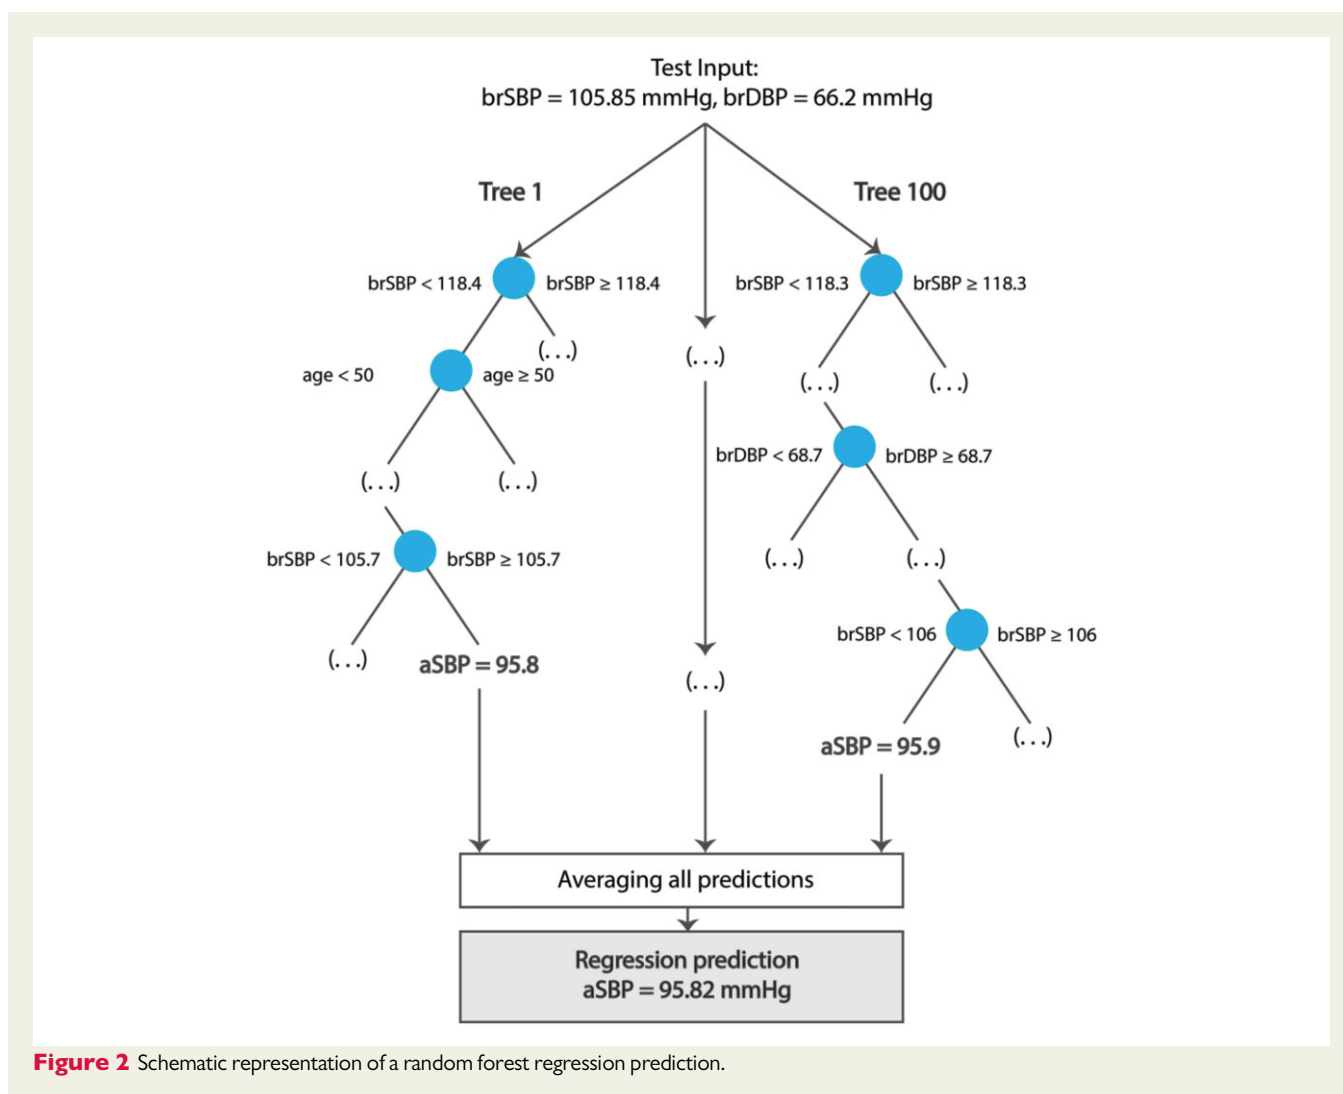 Test Input:
brSBP = 105.85 mmHg, brDBP = 66.2 mmHg
Tree 1
Tree 100
brSBP < 118.4
brSBP ≥ 118.4
brSBP < 118.3
brSBP ≥ 118.3
(...)
(...)
age < 50
age ≥ 50
(...)
(...)
brDBP < 68.7
brDBP ≥ 68.7
(...)
(...)
brSBP < 105.7
brSBP ≥ 105.7
(...)
(...)
brSBP < 106
brSBP ≥ 106
(...)
aSBP = 95.8
(...)
aSBP = 95.9
(...)
Averaging all predictions
Regression prediction
aSBP = 95.82 mmHg
Figure 2 Schematic representation of a random forest regression prediction.